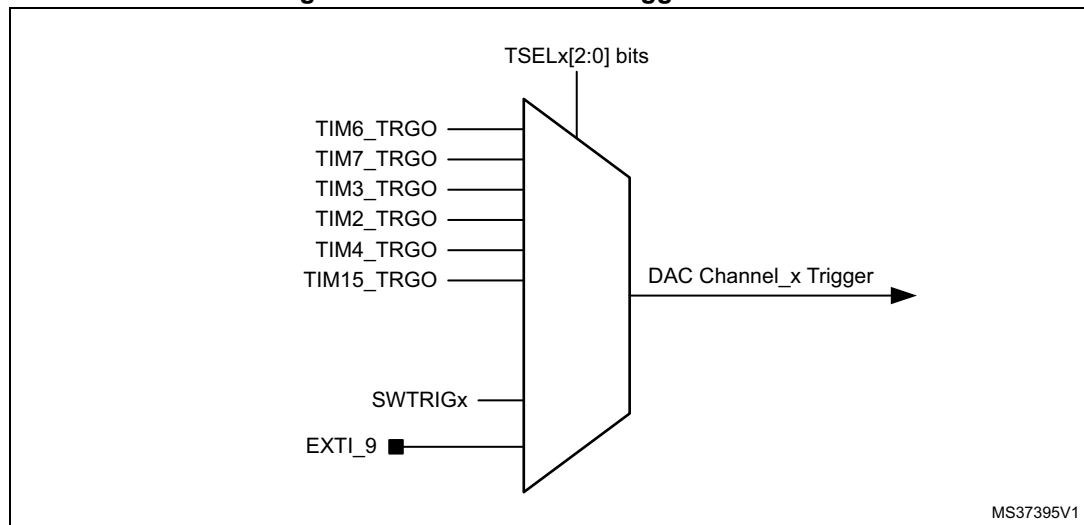 TSELx[2:0] bits
TIM6_TRGO
TIM7_TRGO
TIM3_TRGO
TIM2_TRGO
TIM4_TRGO
TIM15_TRGO
DAC Channel_x Trigger
SWTRIGx
EXTI_9
MS37395V1